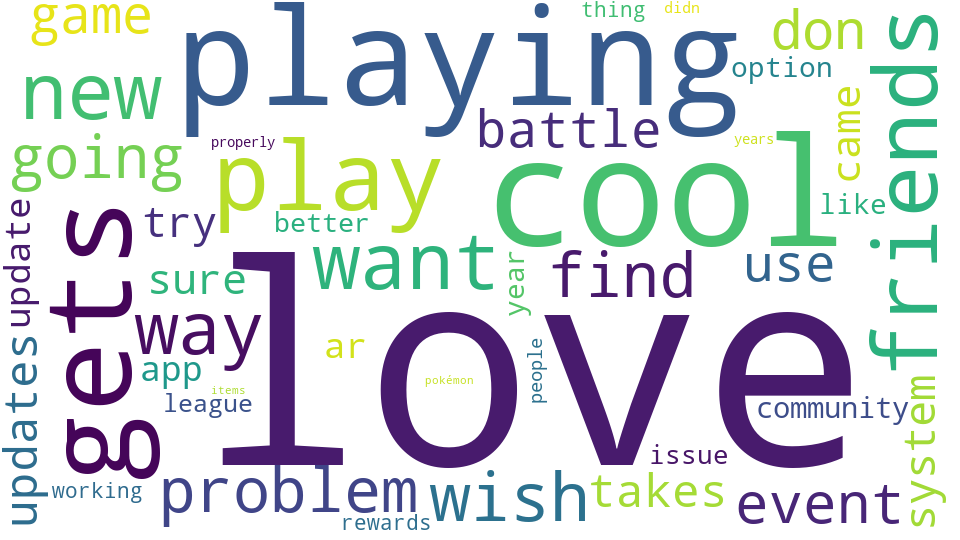 game
playing
thing
didn
don
friends
new
option
battle
came
going
properly
play
years
cool
like
update
gets
try
better
want
find
use
sure
year
love
way
ar
app
people
updates
items
pokémon
league
community
system
issue
problem
working
wish
takes
event
rewards